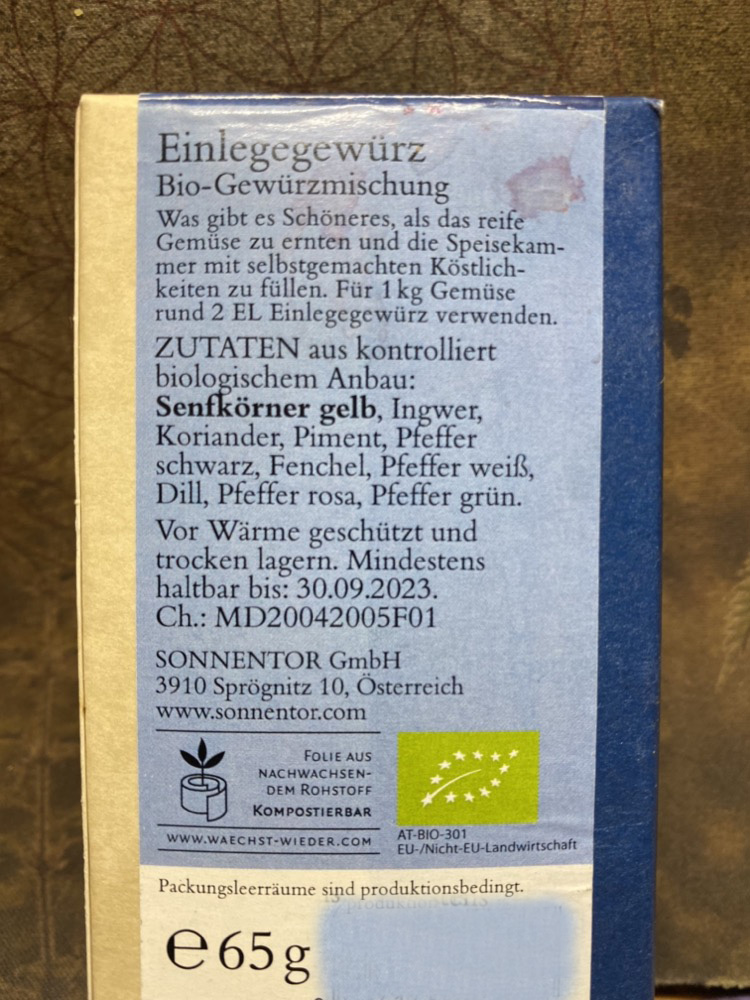 Einlegegewürz
Bio-Gewürzmischung
Was gibt es Schöneres, als das reife
Gemüse zu ernten und die Speisekam-
mer mit selbstgemachten Köstlich-
keiten zu füllen. Für 1 kg Gemüse
rund 2 EL Einlegegewürz verwenden.
ZUTATEN aus kontrolliert
biologischem Anbau:
Senfkörner gelb, Ingwer,
Koriander, Piment, Pfeffer
schwarz, Fenchel, Pfeffer weiß,
Dill, Pfeffer rosa, Pfeffer grün.
Vor Wärme geschützt und
trocken lagern. Mindestens
haltbar bis: 30.09.2023.
Ch.: MD20042005F01
SONNENTOR GmbH
3910 Sprögnitz 10, Österreich
www.sonnentor.com
FOLIE AUS
NACHWACHSEN-
DEM ROHSTOFF
KOMPOSTIERBAR
WWW.WAECHST-WIEDER.COM
AT-BIO-301
EU-/Nicht-EU-Landwirtschaft
Packungsleerräume sind produktionsbedingt.
e 65 g